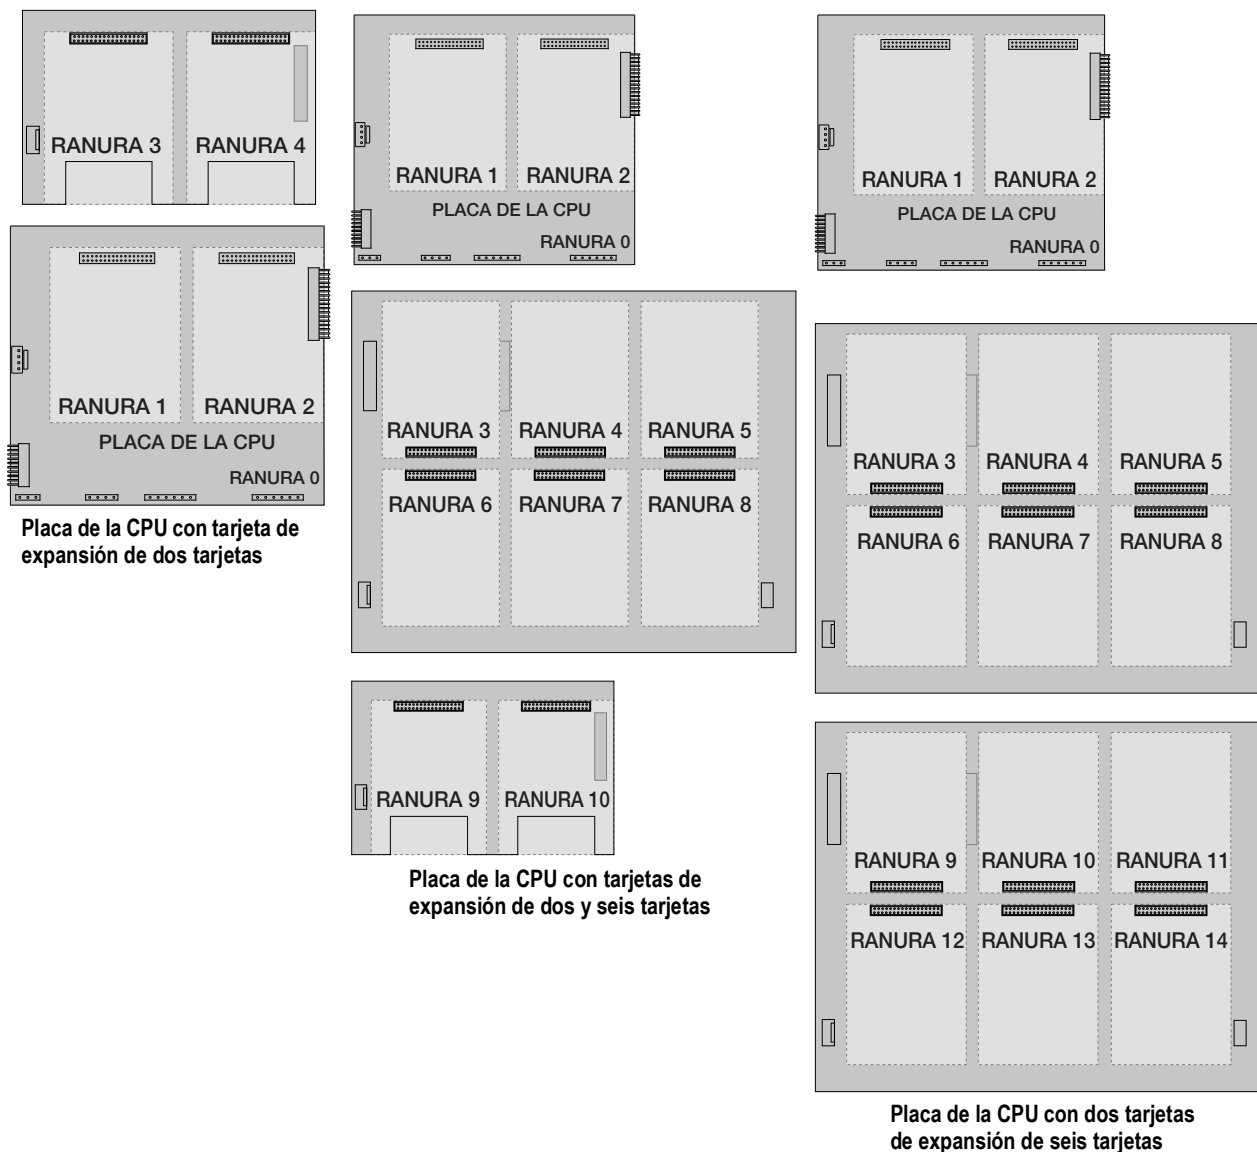 RANURA 3 RANURA 4
RANURA 1 RANURA 2
PLACA DE LA CPU
RANURA 0
Placa de la CPU con tarjeta de
expansión de dos tarjetas
RANURA 1 RANURA 2
PLACA DE LA CPU
RANURA 0
RANURA 3 RANURA 4 RANURA 5
RANURA 6 RANURA 7 RANURA 8
RANURA 9 RANURA 10
Placa de la CPU con tarjetas de
expansión de dos y seis tarjetas
RANURA 1 RANURA 2
PLACA DE LA CPU
RANURA 0
RANURA 3 RANURA 4 RANURA 5
RANURA 6 RANURA 7 RANURA 8
RANURA 9 RANURA 10 RANURA 11
RANURA 12 RANURA 13 RANURA 14
Placa de la CPU con dos tarjetas
de expansión de seis tarjetas